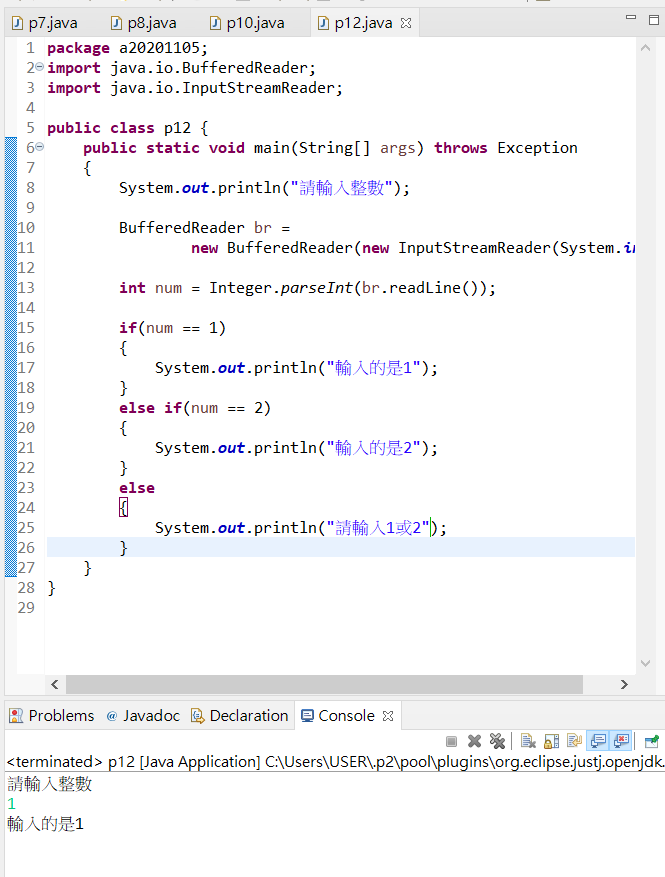 p7.java p8.java p10.java p12.java
1 package a20201105;
2 import java.io.BufferedReader;
3 import java.io.InputStreamReader;
4
5 public class p12 {
6 public static void main(String[] args) throws Exception
7 {
8 System.out.println("請輸入整數");
9
10 BufferedReader br =
11 new BufferedReader(new InputStreamReader(System.in
12
13 int num = Integer.parseInt(br.readLine());
14
15 if(num == 1)
16 {
17 System.out.println("輸入的是1");
18 }
19 else if(num == 2)
20 {
21 System.out.println("輸入的是2");
22 }
23 else
24 {
25 System.out.println("請輸入1或2");
26 }
27 }
28 }
29
Problems @ Javadoc Declaration Console
<terminated> p12 [Java Application] C:\Users\USER\.p2\pool\plugins\org.eclipse.justj.openjdk.
請輸入整數
1
輸入的是1